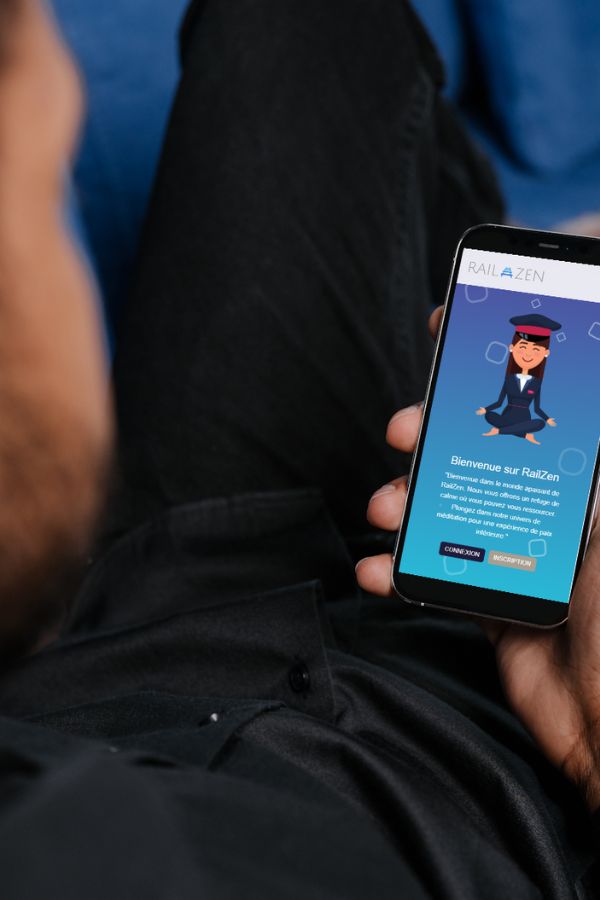 RAIL ZEN
Bienvenue sur RailZen
"Bienvenue dans le monde apaisant de
RailZen. Nous vous offrons un refuge de
calme où vous pouvez vous ressourcer
. Plongez dans notre univers de
méditation pour une expérience de paix
intérieure."
CONNEXION INSCRIPTION